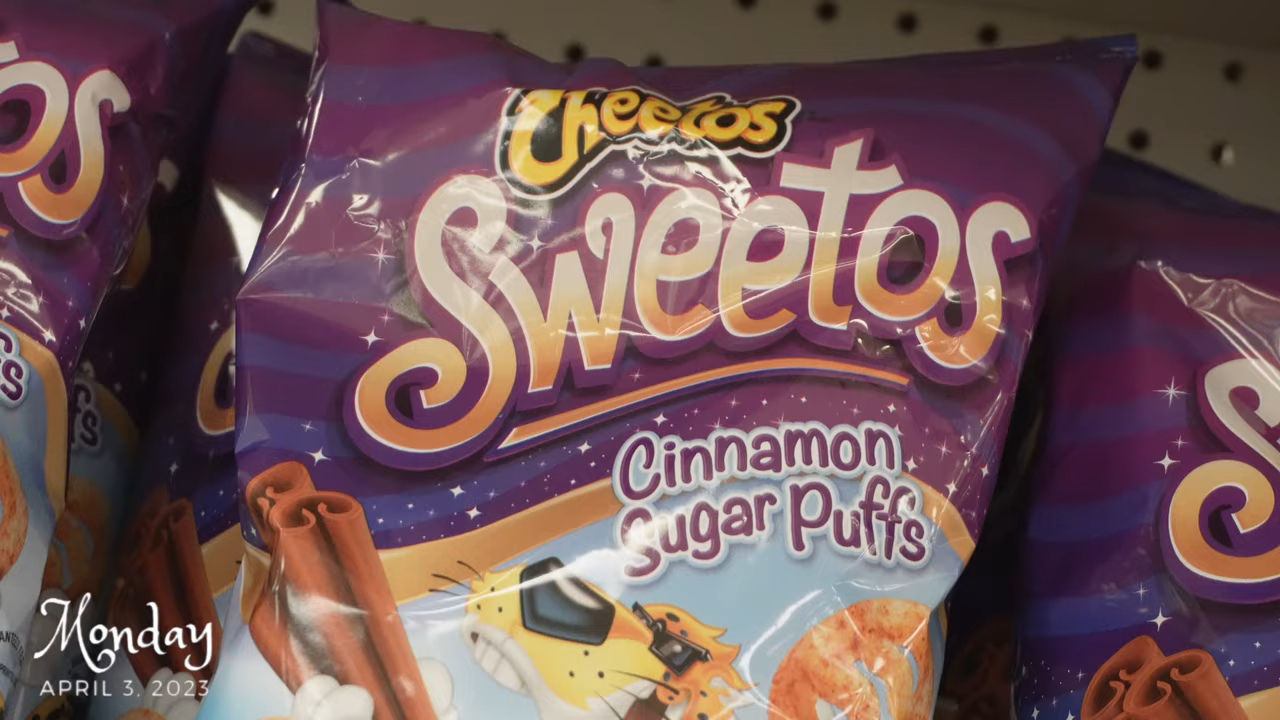 Cheetos
Sweetos
Cinnamon
Sugar Puffs
Monday
APRIL 3, 2023